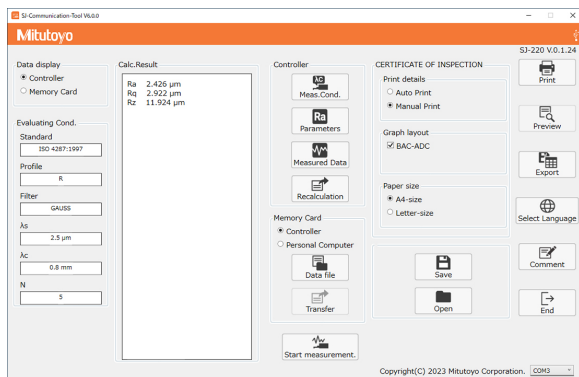 SJ-Communication-Tool V6.0.0
Mitutoyo
SJ-220 V.0.1.24
Data display
Controller
Memory Card
Evaluating Cond.
Standard
ISO 4287:1997
Profile
R
Filter
GAUSS
λs
2.5 μm
λc
0.8 mm
N
5
Calc.Result
Ra 2.426 μm
Rq 2.922 μm
Rz 11.924 μm
Controller
λC
Meas.Cond.
Ra
Parameters
Measured Data
Recalculation
Memory Card
Controller
Personal Computer
Data file
Transfer
Start measurement.
CERTIFICATE OF INSPECTION
Print details
Auto Print
Manual Print
Graph layout
BAC-ADC
Paper size
A4-size
Letter-size
Save
Open
Print
Preview
Export
Select Language
Comment
End
Copyright(C) 2023 Mitutoyo Corporation.
COM3